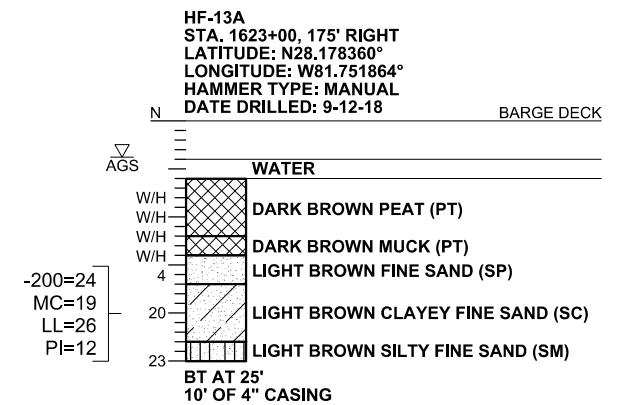 HF-13A
STA. 1623+00, 175' RIGHT
LATITUDE: N28.178360°
LONGITUDE: W81.751864°
HAMMER TYPE: MANUAL
DATE DRILLED: 9-12-18
N
BARGE DECK
AGS
WATER
W/H
W/H
DARK BROWN PEAT (PT)
W/H
DARK BROWN MUCK (PT)
W/H
4
LIGHT BROWN FINE SAND (SP)
-200=24
MC=19
LL=26
PI=12
20
LIGHT BROWN CLAYEY FINE SAND (SC)
LIGHT BROWN SILTY FINE SAND (SM)
23
BT AT 25'
10' OF 4" CASING